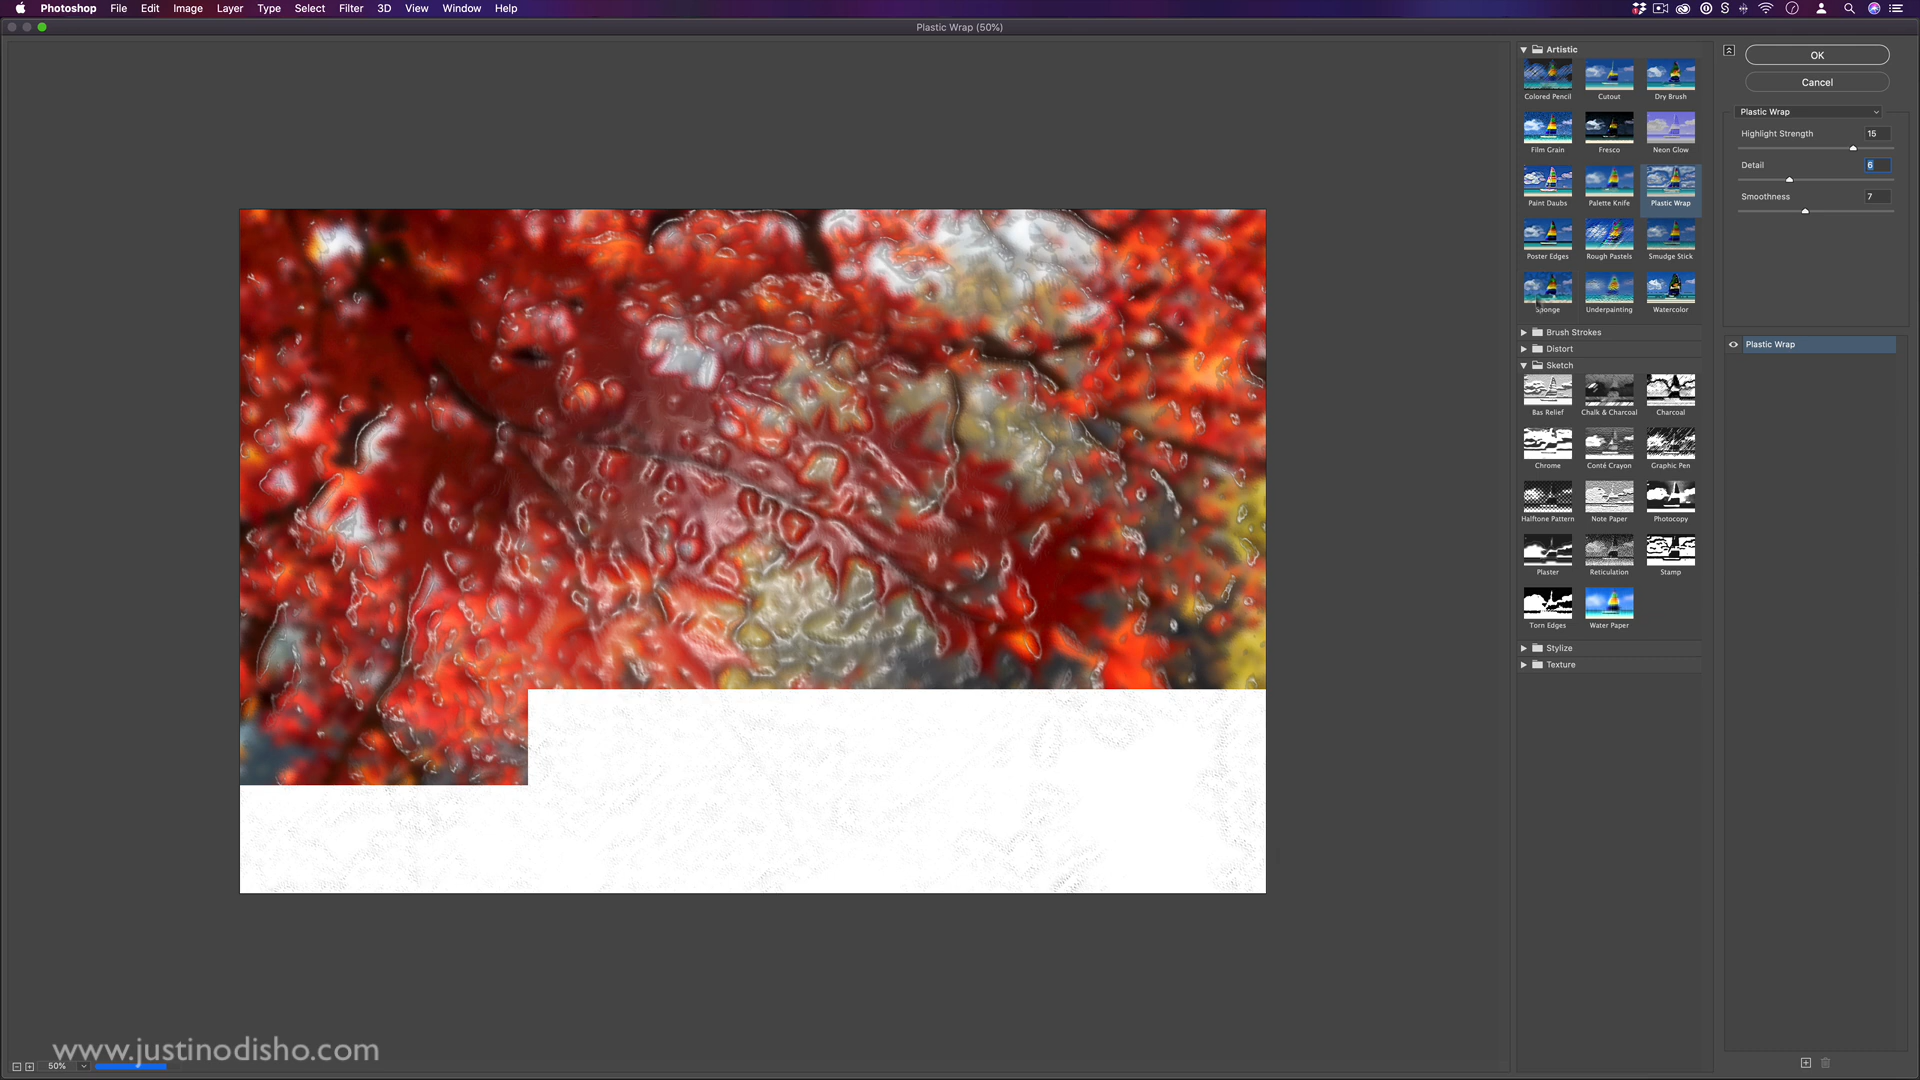 Photoshop File Edit Image Layer Type Select Filter 3D View Window Help
Plastic Wrap (50%)
Artistic
Colored Pencil Cutout Dry Brush
Film Grain Fresco Neon Glow
Paint Daubs Palette Knife Plastic Wrap
Poster Edges Rough Pastels Smudge Stick
Sponge Underpainting Watercolor
Brush Strokes
Distort
Sketch
Bas Relief Chalk & Charcoal Charcoal
Chrome Conté Crayon Graphic Pen
Halftone Pattern Note Paper Photocopy
Plaster Reticulation Stamp
Torn Edges Water Paper
Stylize
Texture
OK
Cancel
Plastic Wrap
Highlight Strength 15
Detail 6
Smoothness 7
Plastic Wrap
www.justinodisho.com
50%